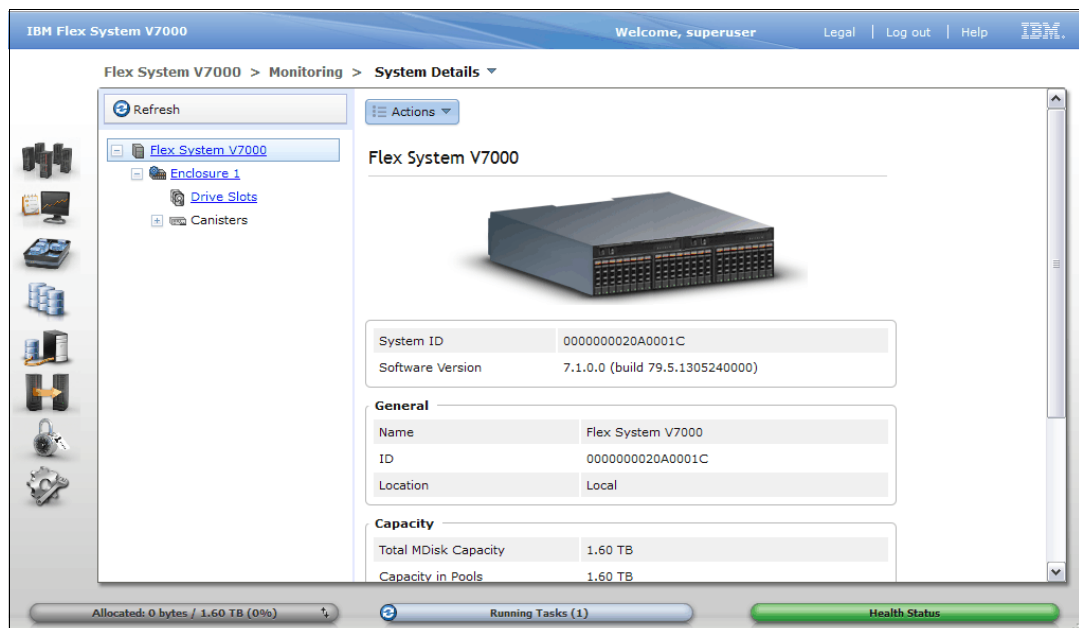 IBM Flex System V7000
Welcome, superuser
Legal | Log out | Help
IBM.
Flex System V7000 > Monitoring > System Details
Refresh
Actions
Flex System V7000
Enclosure 1
Drive Slots
Canisters
Flex System V7000
System ID 0000000020A0001C
Software Version 7.1.0.0 (build 79.5.1305240000)
General
Name Flex System V7000
ID 0000000020A0001C
Location Local
Capacity
Total MDisk Capacity 1.60 TB
Capacity in Pools 1.60 TB
Allocated: 0 bytes / 1.60 TB (0%)
Running Tasks (1)
Health Status